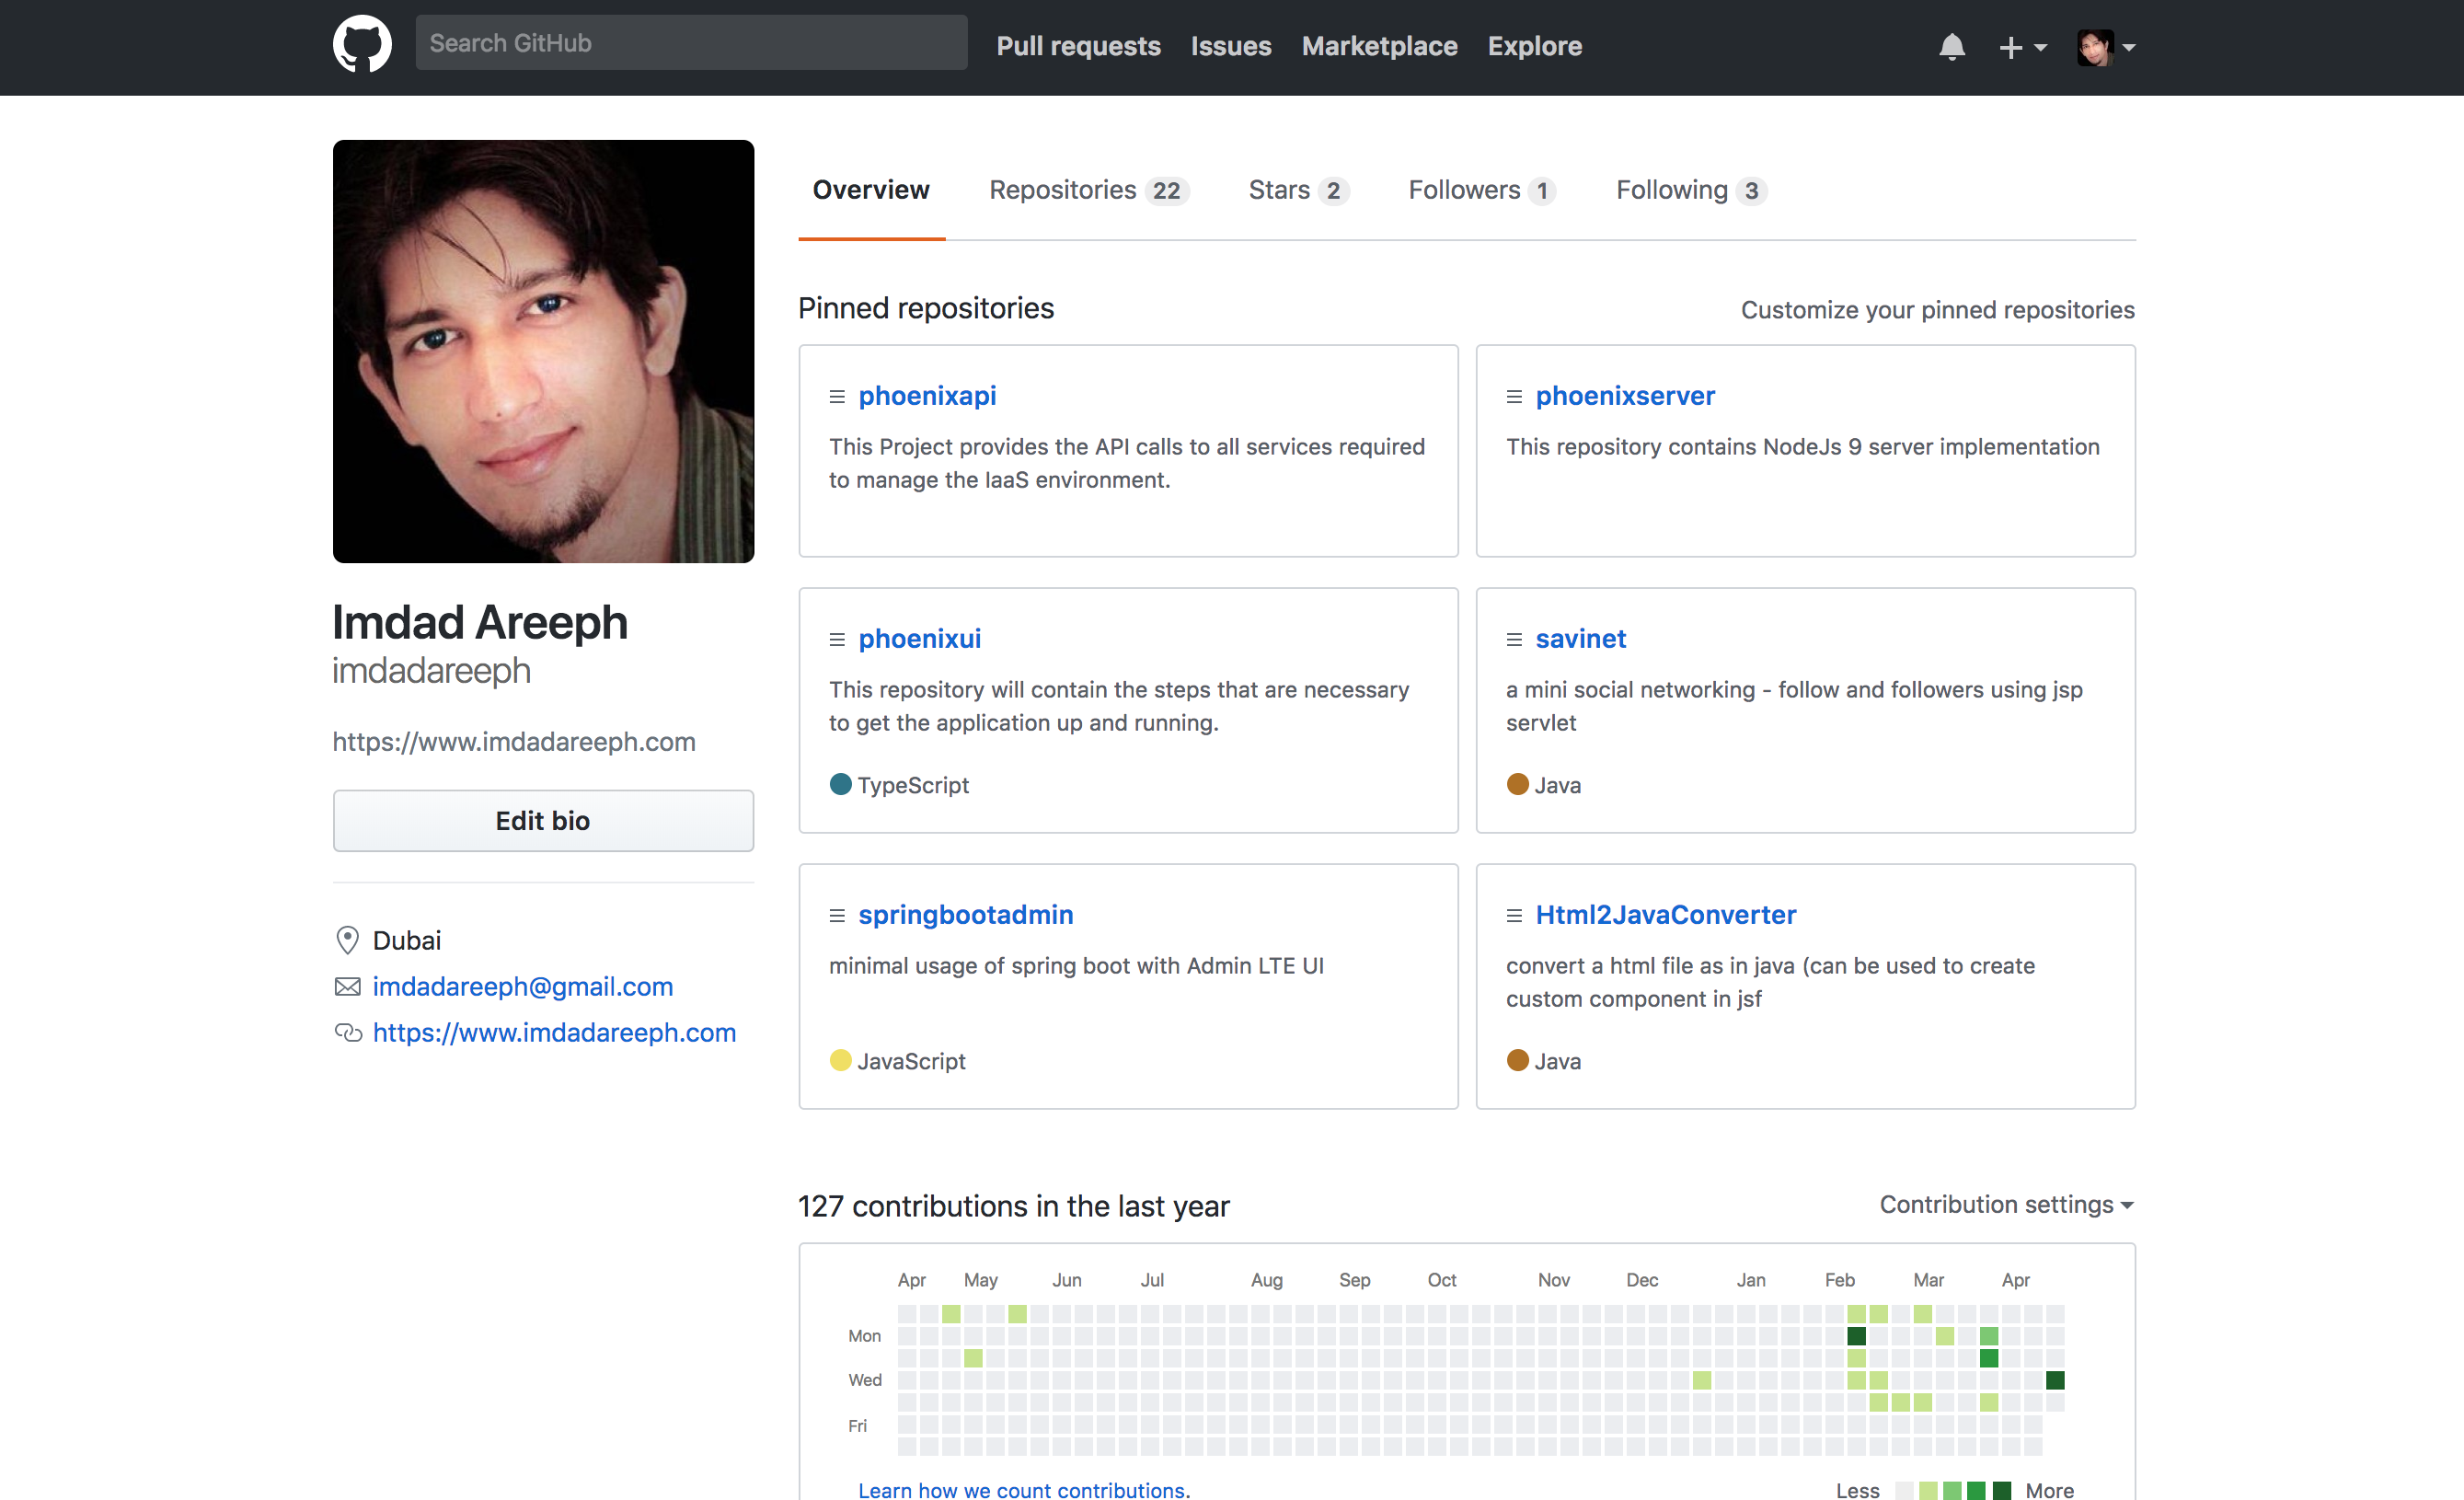 Search GitHub
Pull requests Issues Marketplace Explore
Overview Repositories 22 Stars 2 Followers 1 Following 3
Imdad Areeph
imdadareeph
https://www.imdadareeph.com
Edit bio
Dubai
imdadareeph@gmail.com
https://www.imdadareeph.com
Pinned repositories Customize your pinned repositories
phoenixapi
This Project provides the API calls to all services required
to manage the IaaS environment.
phoenixserver
This repository contains NodeJs 9 server implementation
phoenixui
This repository will contain the steps that are necessary
to get the application up and running.
TypeScript
savinet
a mini social networking - follow and followers using jsp
servlet
Java
springbootadmin
minimal usage of spring boot with Admin LTE UI
JavaScript
Html2JavaConverter
convert a html file as in java (can be used to create
custom component in jsf
Java
127 contributions in the last year Contribution settings
Apr May Jun Jul Aug Sep Oct Nov Dec Jan Feb Mar Apr
Mon
Wed
Fri
Learn how we count contributions. Less More